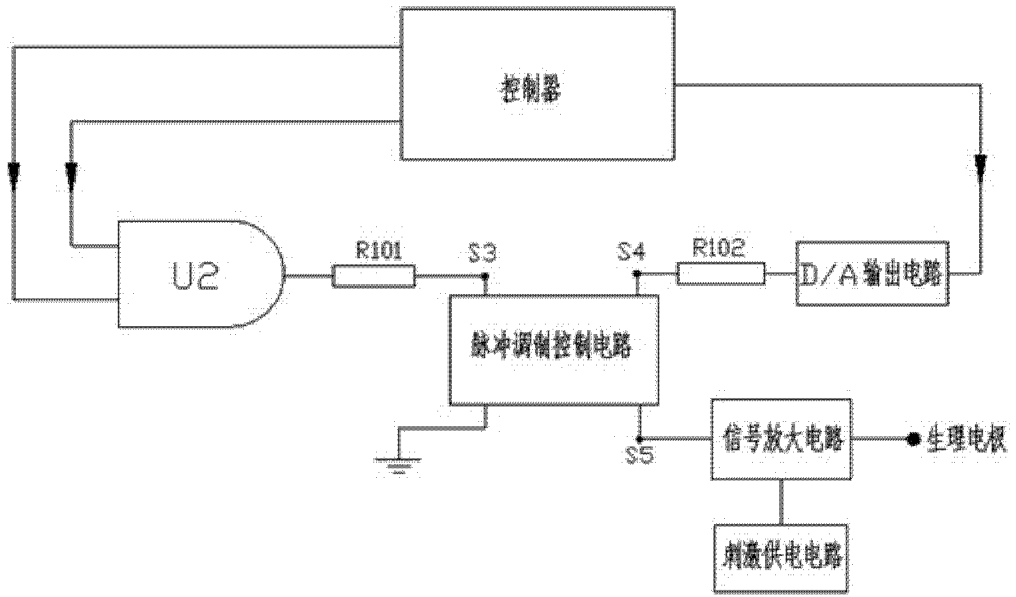 控制器
U2
R101
S3
S4
R102
D/A 输出电路
脉冲调制控制电路
S5
信号放大电路
生理电极
刺激供电电路